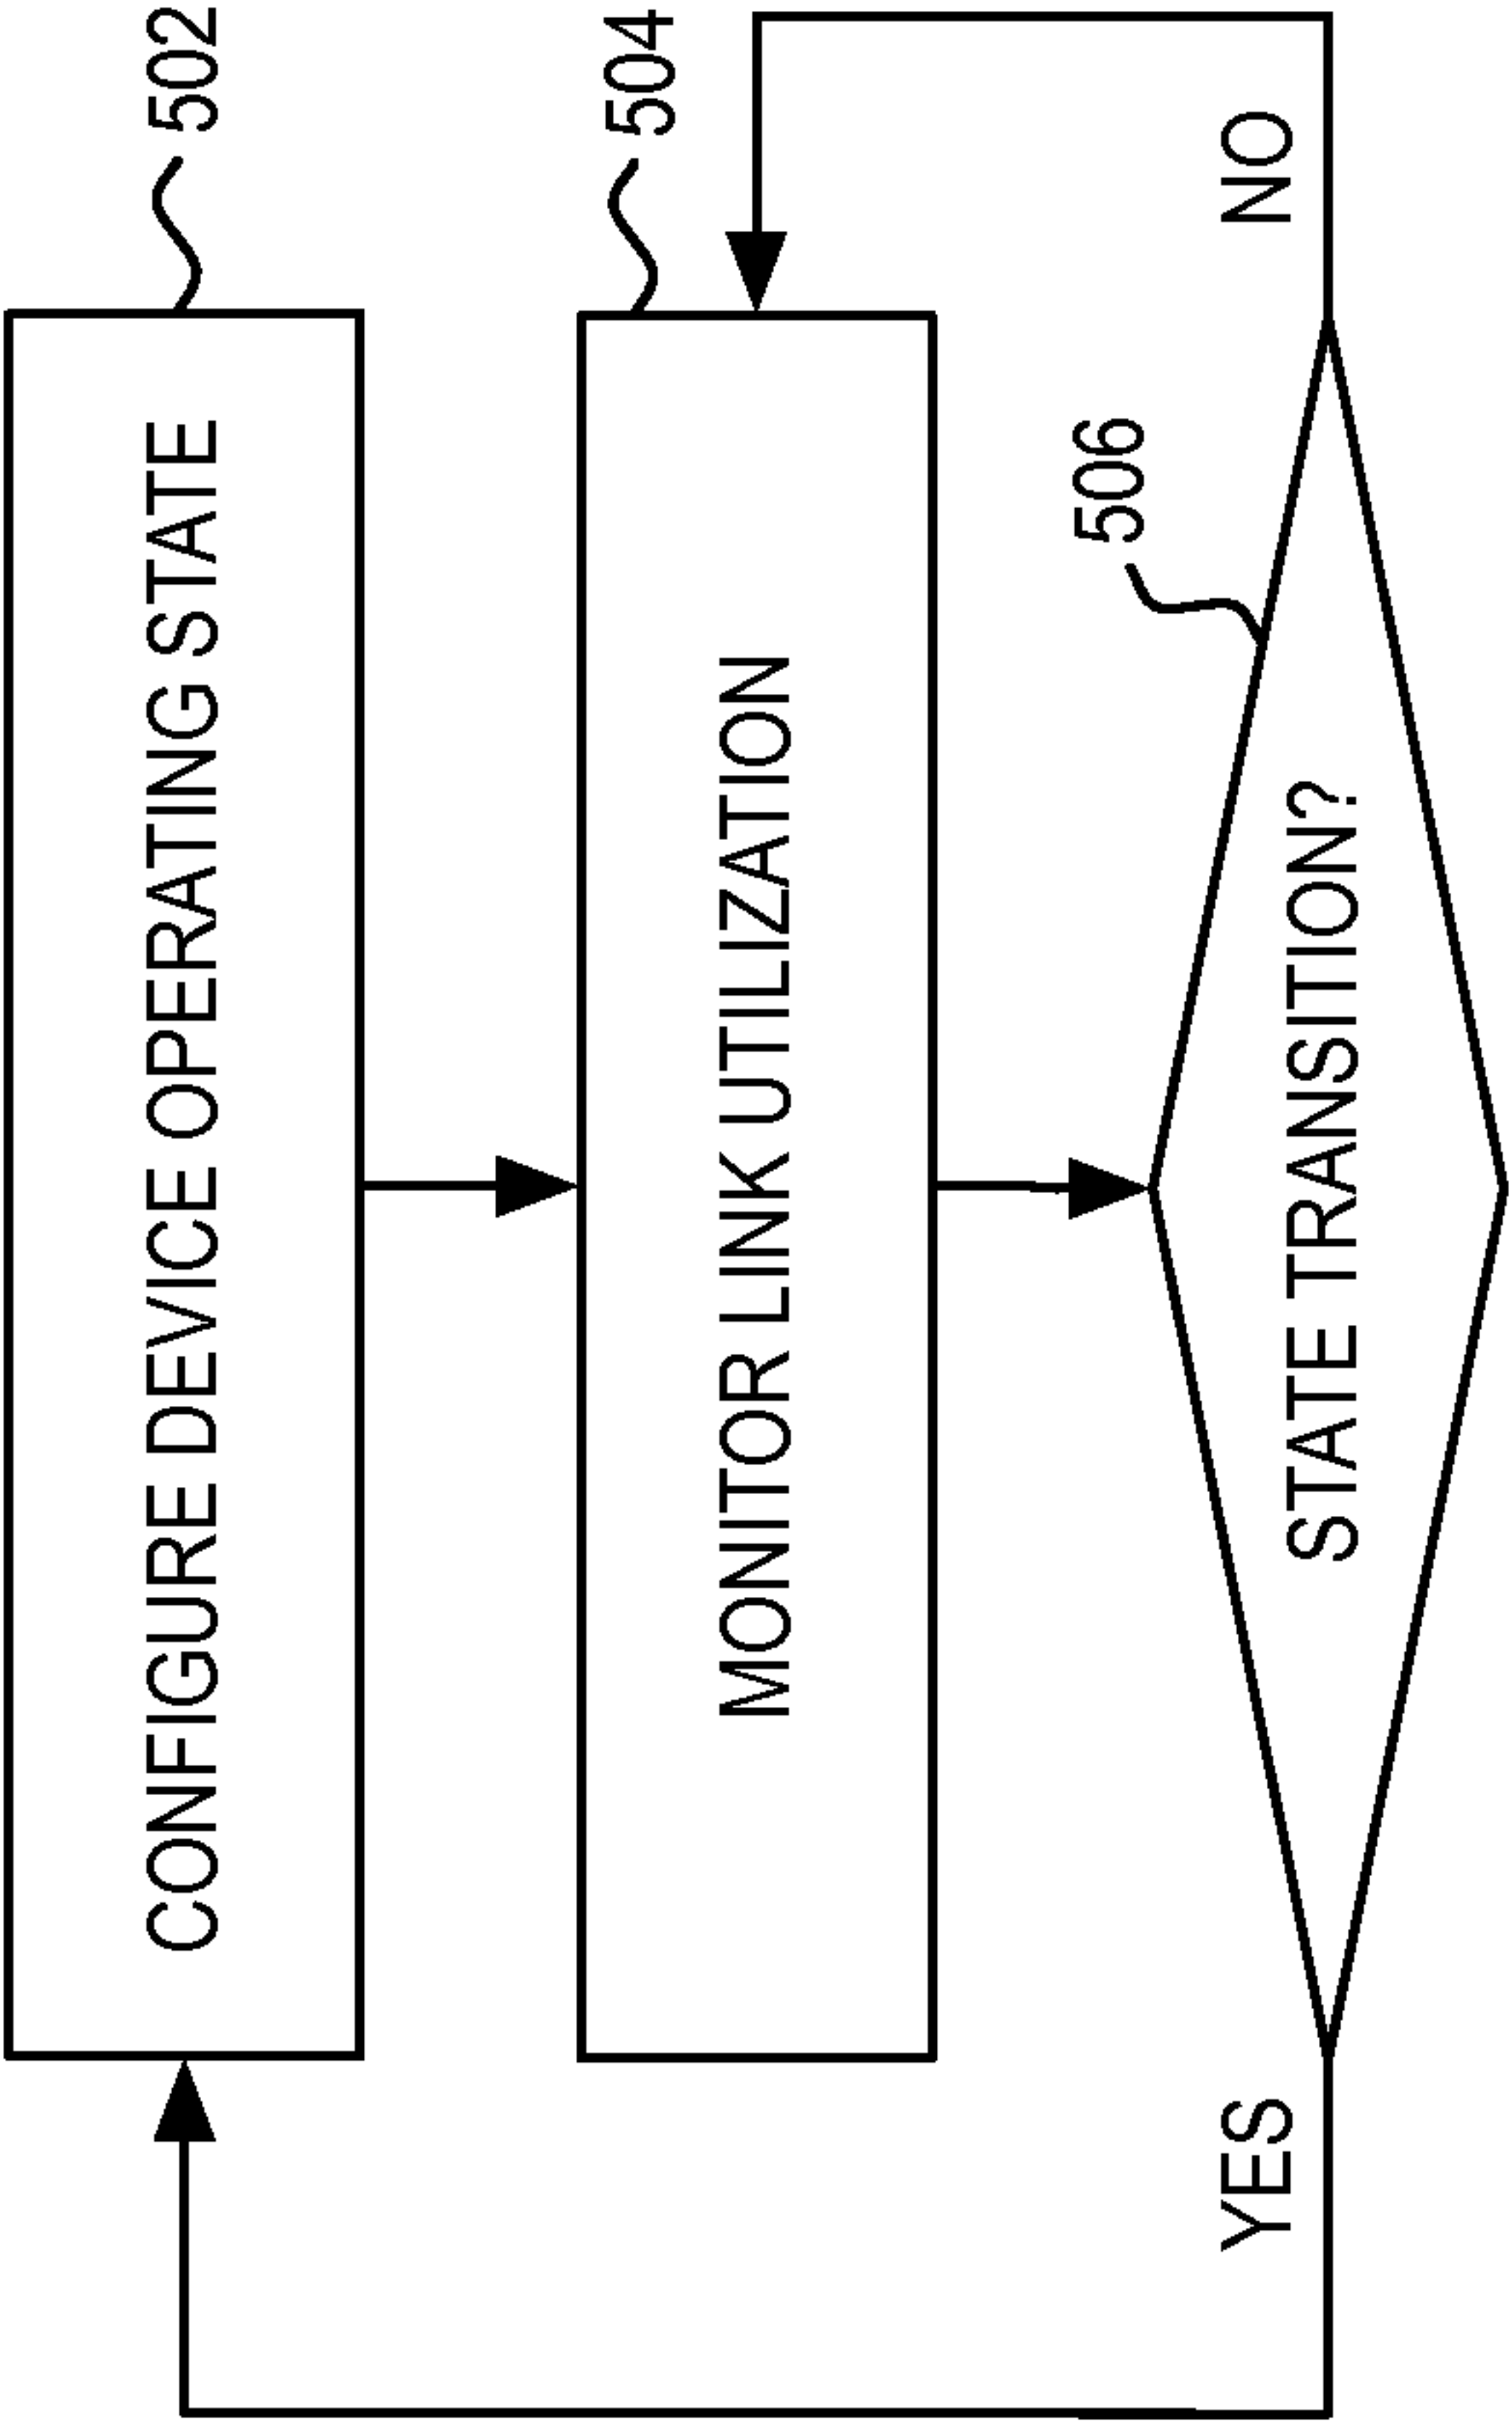 CONFIGURE DEVICE OPERATING STATE
502
MONITOR LINK UTILIZATION
504
506
STATE TRANSITION?
YES
NO